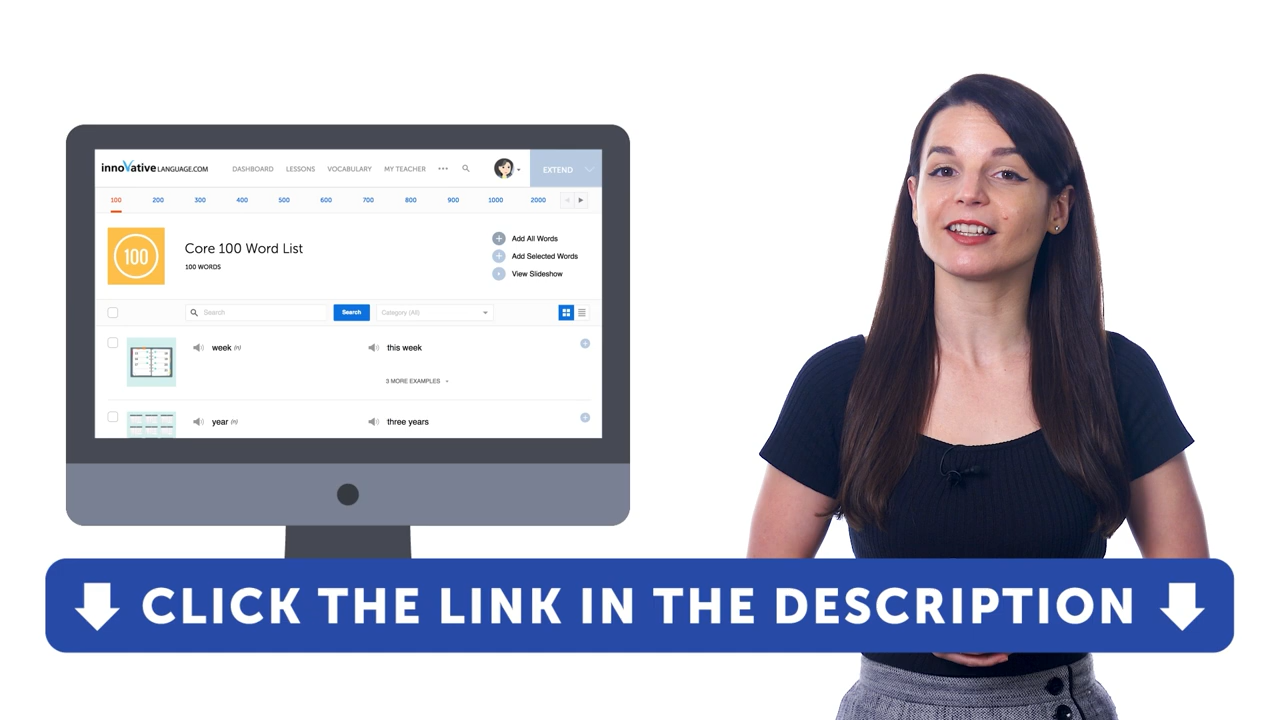 innovative LANGUAGE.COM DASHBOARD LESSONS VOCABULARY MY TEACHER ••• EXTEND
100 200 300 400 500 600 700 800 900 1000 2000
100
Core 100 Word List
100 WORDS
Add All Words
Add Selected Words
View Slideshow
Search Search Category (All)
week (n) this week
3 MORE EXAMPLES
year (n) three years
CLICK THE LINK IN THE DESCRIPTION